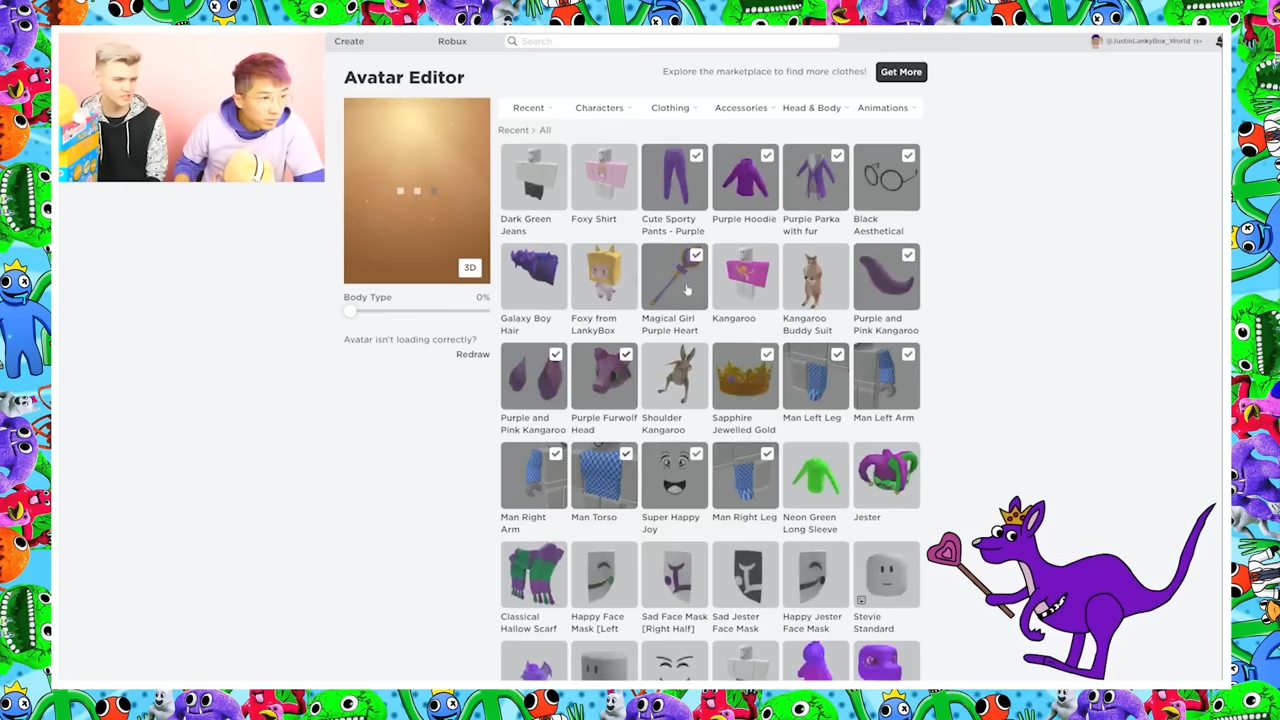 Create
Robux
Search
@JustinLankyBox_World 13+
Avatar Editor
Explore the marketplace to find more clothes!
Get More
Recent
Characters
Clothing
Accessories
Head & Body
Animations
Recent > All
3D
Body Type
0%
Avatar isn't loading correctly?
Redraw
Dark Green
Jeans
Foxy Shirt
Cute Sporty
Pants - Purple
Purple Hoodie
Purple Parka
with fur
Black
Aesthetical
Galaxy Boy
Hair
Foxy from
LankyBox
Magical Girl
Purple Heart
Kangaroo
Kangaroo
Buddy Suit
Purple and
Pink Kangaroo
Purple and
Pink Kangaroo
Purple Furwolf
Head
Shoulder
Kangaroo
Sapphire
Jewelled Gold
Man Left Leg
Man Left Arm
Man Right
Arm
Man Torso
Super Happy
Joy
Man Right Leg
Neon Green
Long Sleeve
Jester
Classical
Hallow Scarf
Happy Face
Mask [Left
Sad Face Mask
[Right Half]
Sad Jester
Face Mask
Happy Jester
Face Mask
Stevie
Standard